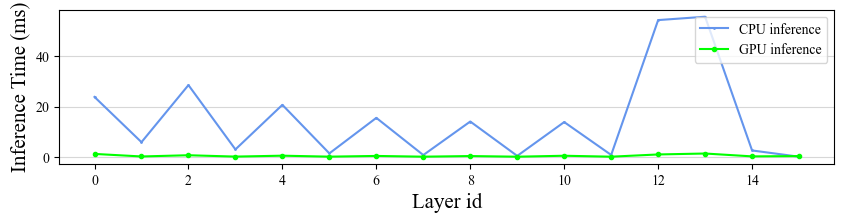 Inference Time (ms)
40
20
0
CPU inference
GPU inference
0 2 4 6 8 10 12 14
Layer id